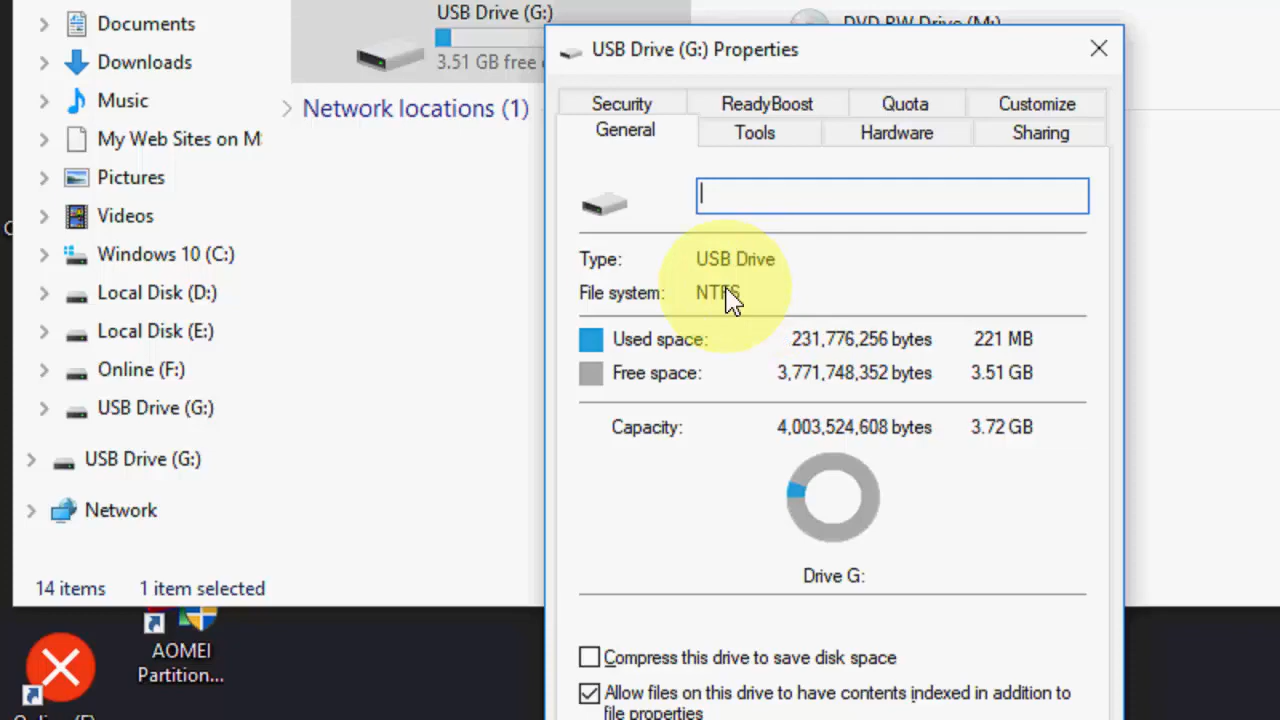 Documents
Downloads
Music
My Web Sites on M
Pictures
Videos
Windows 10 (C:)
Local Disk (D:)
Local Disk (E:)
Online (F:)
USB Drive (G:)
USB Drive (G:)
Network
14 items 1 item selected
USB Drive (G:)
3.51 GB free
Network locations (1)
DVD RW Drive (M:)
USB Drive (G:) Properties
Security ReadyBoost Quota Customize
General Tools Hardware Sharing
Type: USB Drive
File system: NTFS
Used space: 231,776,256 bytes 221 MB
Free space: 3,771,748,352 bytes 3.51 GB
Capacity: 4,003,524,608 bytes 3.72 GB
Drive G:
Compress this drive to save disk space
Allow files on this drive to have contents indexed in addition to
file properties
AOMEI
Partition...